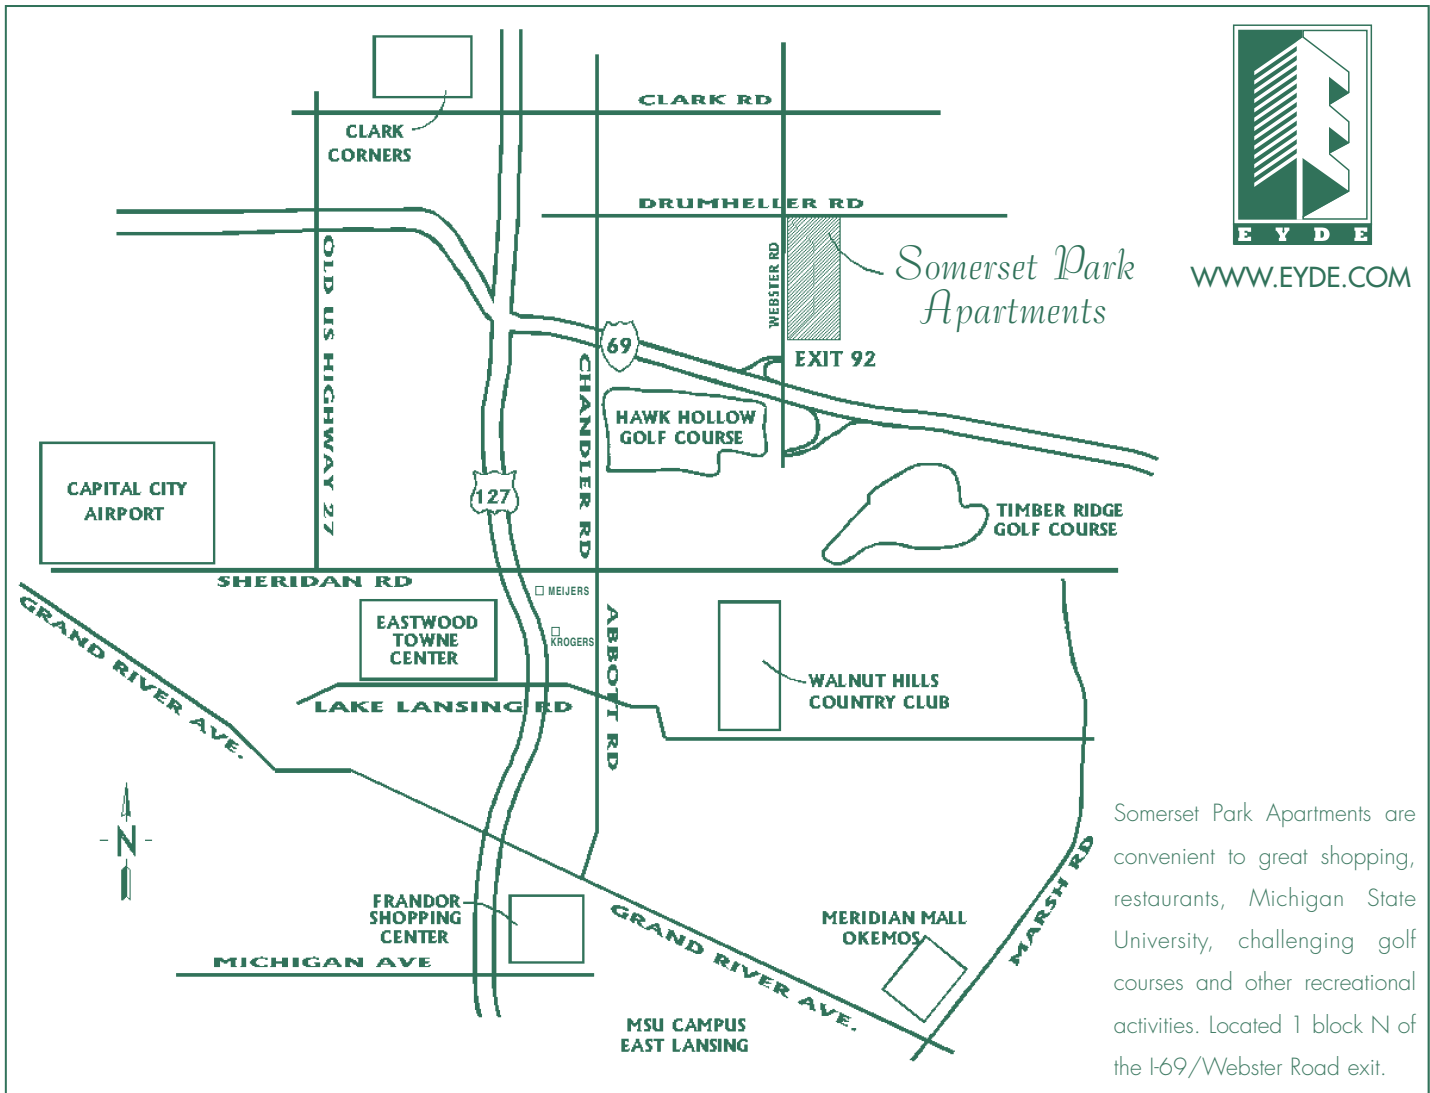 CLARK RD
CLARK
CORNERS
DRUMHELLER RD
EYDE
WWW.EYDE.COM
OLD US HIGHWAY 27
WEBSTER RD
Somerset Park
Apartments
69
EXIT 92
CHANDLER RD
HAWK HOLLOW
GOLF COURSE
CAPITAL CITY
AIRPORT
127
TIMBER RIDGE
GOLF COURSE
SHERIDAN RD
MEIJERS
KROGERS
GRAND RIVER AVE.
EASTWOOD
TOWNE
CENTER
ABBOTT RD
WALNUT HILLS
COUNTRY CLUB
LAKE LANSING RD
N
FRANDOR
SHOPPING
CENTER
MICHIGAN AVE
GRAND RIVER AVE.
MERIDIAN MALL
OKEMOS
MARSH RD
MSU CAMPUS
EAST LANSING
Somerset Park Apartments are
convenient to great shopping,
restaurants, Michigan State
University, challenging golf
courses and other recreational
activities. Located 1 block N of
the I-69/Webster Road exit.